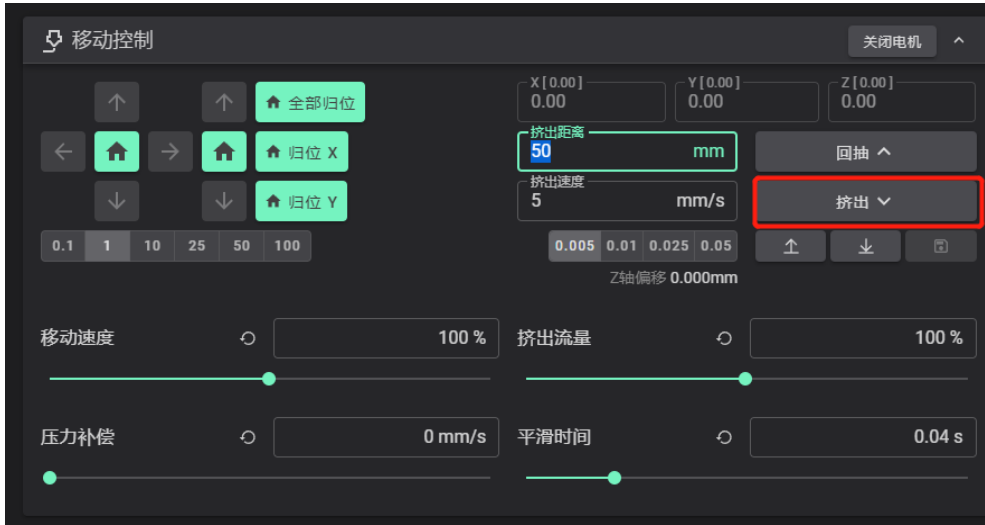 移动控制
关闭电机
全部归位
归位 X
归位 Y
0.1 1 10 25 50 100
X [ 0.00 ] Y [ 0.00 ] Z [ 0.00 ]
0.00 0.00 0.00
挤出距离
50 mm
回抽
挤出速度
5 mm/s
挤出
0.005 0.01 0.025 0.05
Z轴偏移 0.000mm
移动速度 100 %
挤出流量 100 %
压力补偿 0 mm/s
平滑时间 0.04 s